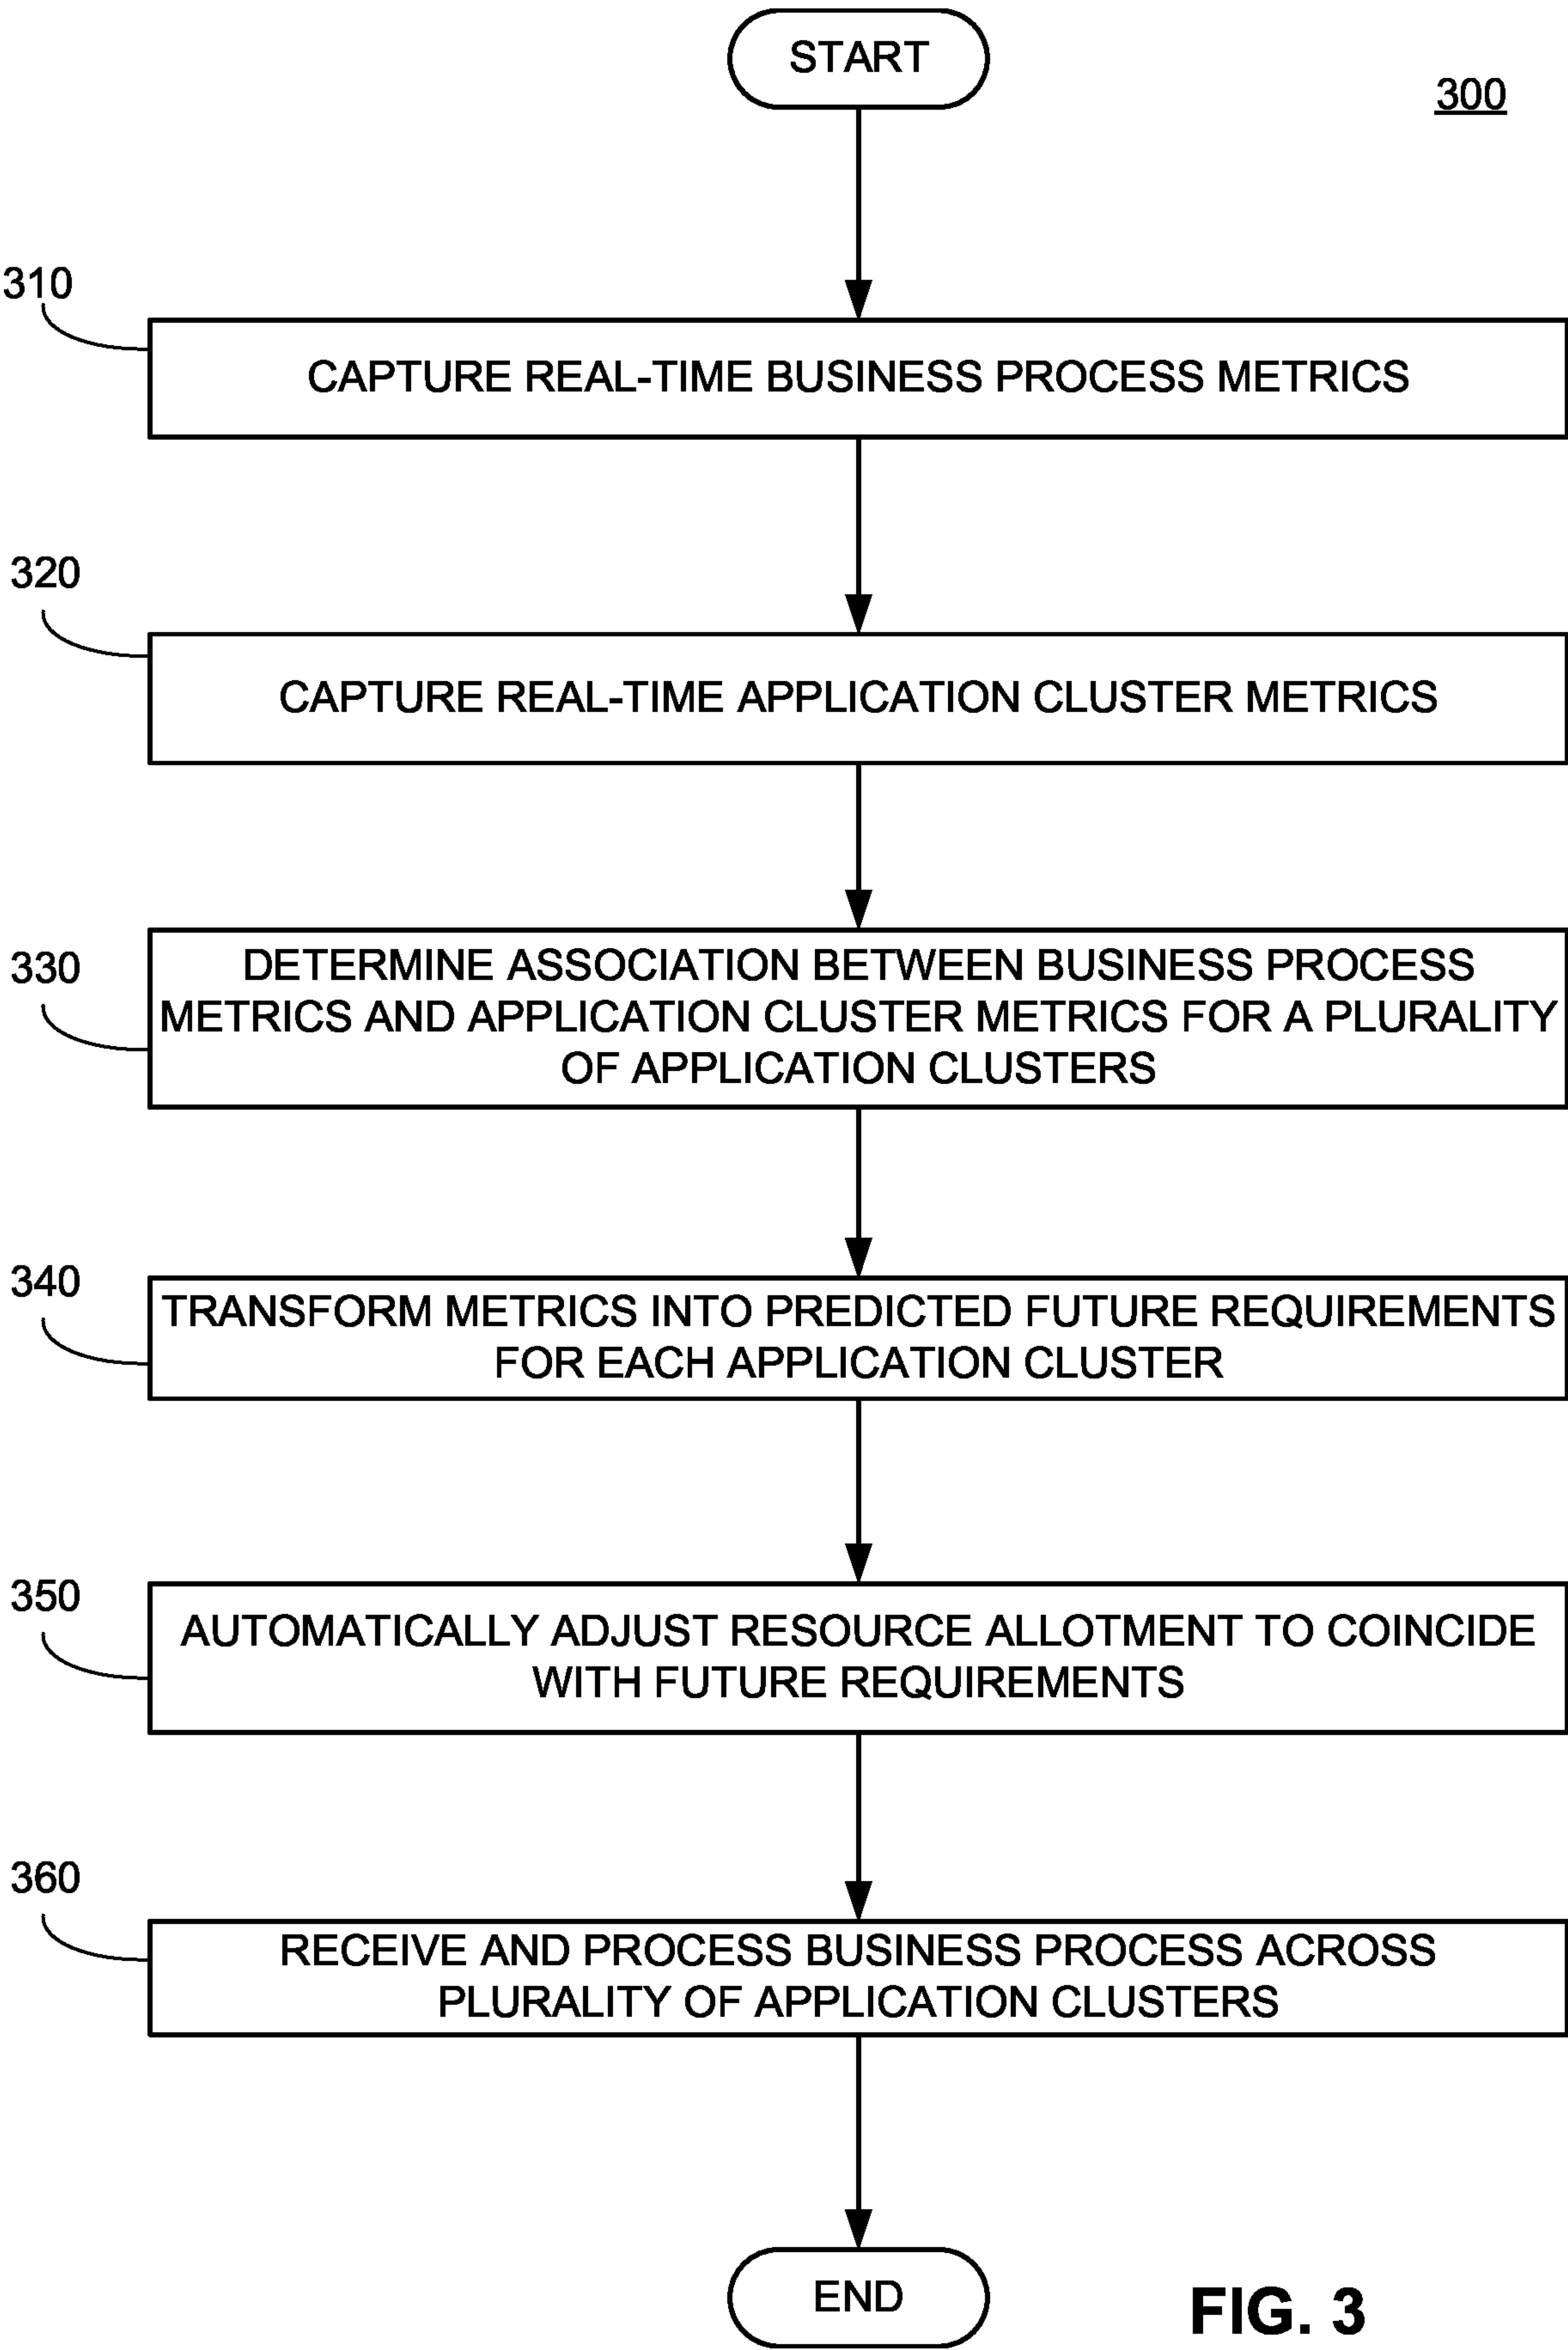 START
300
310
CAPTURE REAL-TIME BUSINESS PROCESS METRICS
320
CAPTURE REAL-TIME APPLICATION CLUSTER METRICS
330
DETERMINE ASSOCIATION BETWEEN BUSINESS PROCESS
METRICS AND APPLICATION CLUSTER METRICS FOR A PLURALITY
OF APPLICATION CLUSTERS
340
TRANSFORM METRICS INTO PREDICTED FUTURE REQUIREMENTS
FOR EACH APPLICATION CLUSTER
350
AUTOMATICALLY ADJUST RESOURCE ALLOTMENT TO COINCIDE
WITH FUTURE REQUIREMENTS
360
RECEIVE AND PROCESS BUSINESS PROCESS ACROSS
PLURALITY OF APPLICATION CLUSTERS
END
FIG. 3